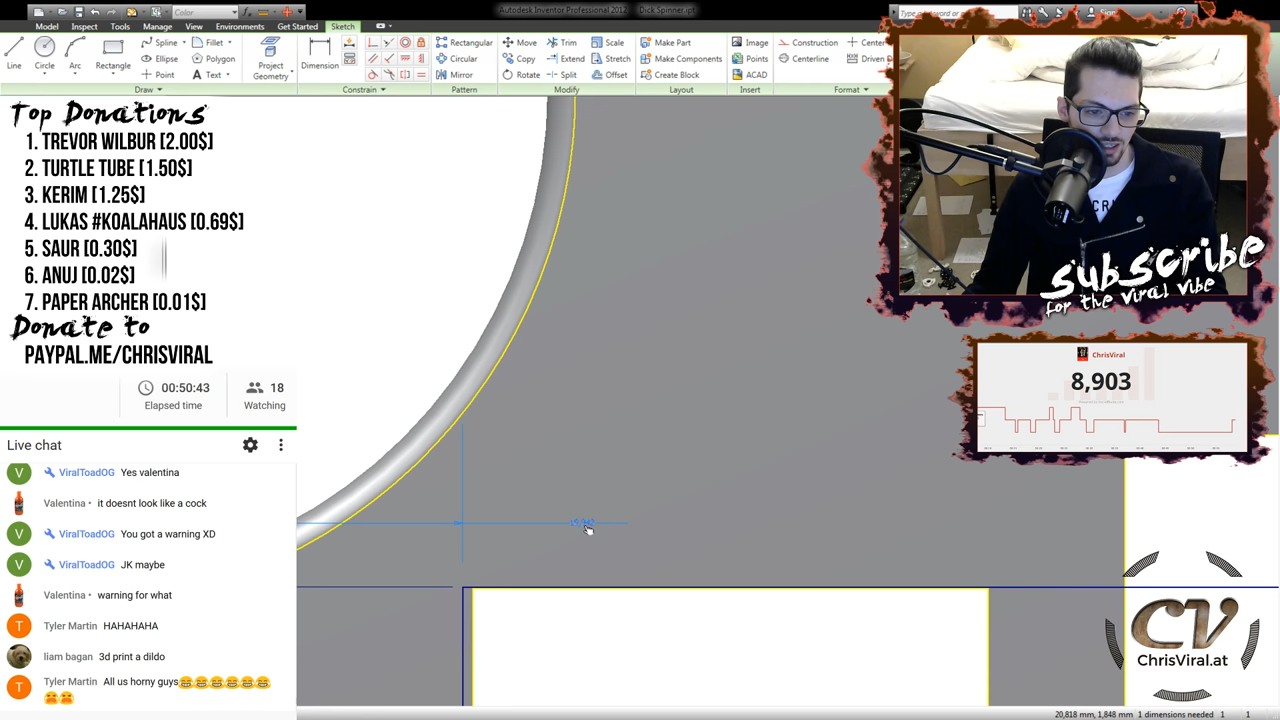 Autodesk Inventor Professional 2012 Dick Spinner.ipt
Color
Model Inspect Tools Manage View Environments Get Started Sketch
Line Circle Arc Rectangle
Spline Fillet
Ellipse Polygon
Point Text
Project Geometry
Dimension
Rectangular
Circular
Mirror
Move Trim Scale
Copy Extend Stretch
Rotate Split Offset
Make Part
Make Components
Create Block
Image
Points
ACAD
Construction
Centerline
Draw Constrain Pattern Modify Layout Insert Format
Top Donations
1. TREVOR WILBUR [2.00$]
2. TURTLE TUBE [1.50$]
3. KERIM [1.25$]
4. LUKAS #KOALAHAUS [0.69$]
5. SAUR [0.30$]
6. ANUJ [0.02$]
7. PAPER ARCHER [0.01$]
Donate to
PAYPAL.ME/CHRISVIRAL
00:50:43
Elapsed time
18
Watching
Live chat
V ViralToadOG Yes valentina
Valentina • it doesnt look like a cock
V ViralToadOG You got a warning XD
V ViralToadOG JK maybe
Valentina • warning for what
T Tyler Martin HAHAHAHA
liam bagan 3d print a dildo
T Tyler Martin All us horny guys😂😂😂😂😂😂
subscribe
for the viral vibe
ChrisViral
8,903
CV
ChrisViral.at
20,818 mm, 1,848 mm 1 dimensions needed 1 1